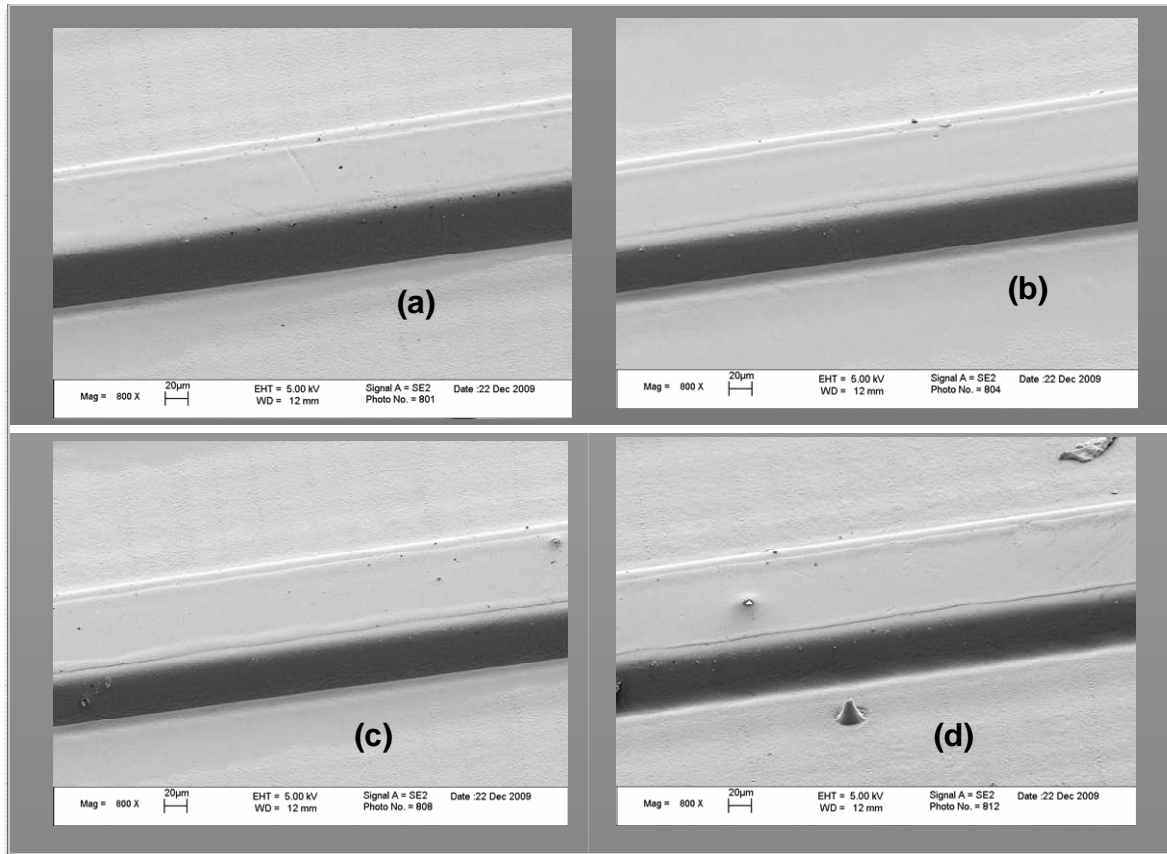 (a)
Mag = 800 X
20µm
EHT = 5.00 kV
WD = 12 mm
Signal A = SE2
Photo No. = 801
Date :22 Dec 2009
(b)
Mag = 800 X
20µm
EHT = 5.00 kV
WD = 12 mm
Signal A = SE2
Photo No. = 804
Date :22 Dec 2009
(c)
Mag = 800 X
20µm
EHT = 5.00 kV
WD = 12 mm
Signal A = SE2
Photo No. = 808
Date :22 Dec 2009
(d)
Mag = 800 X
20µm
EHT = 5.00 kV
WD = 12 mm
Signal A = SE2
Photo No. = 812
Date :22 Dec 2009